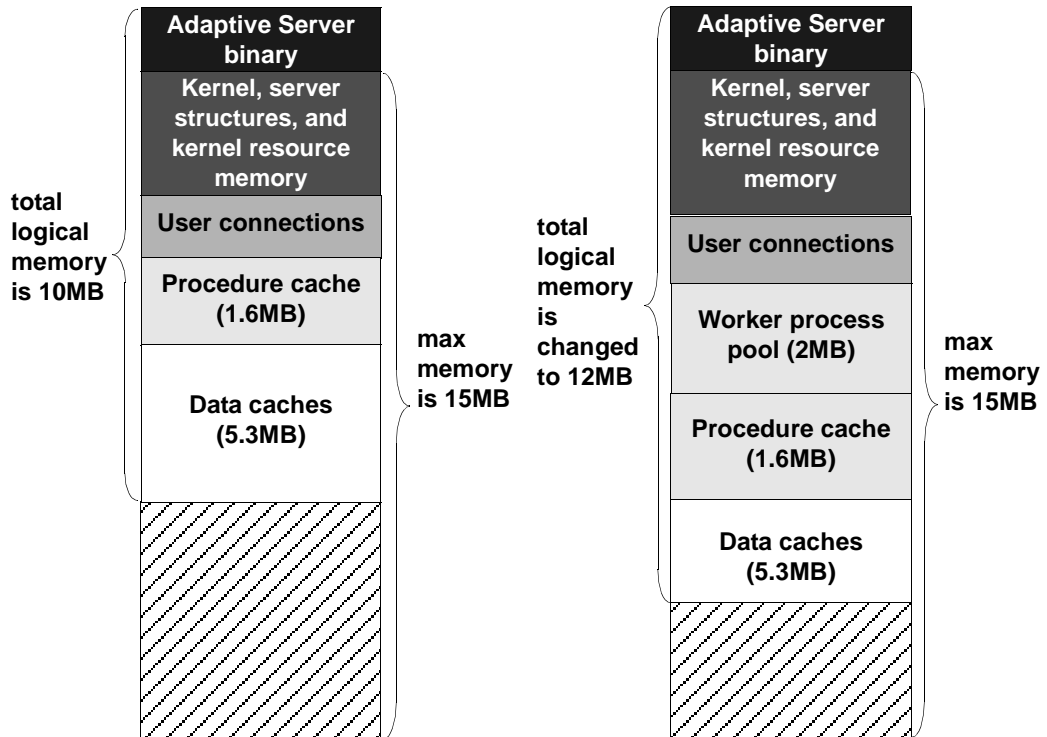 Adaptive Server
binary
Kernel, server
structures, and
kernel resource
memory
User connections
Procedure cache
(1.6MB)
Data caches
(5.3MB)
total
logical
memory
is 10MB
max
memory
is 15MB
Adaptive Server
binary
Kernel, server
structures, and
kernel resource
memory
User connections
Worker process
pool (2MB)
Procedure cache
(1.6MB)
Data caches
(5.3MB)
total
logical
memory
is
changed
to 12MB
max
memory
is 15MB